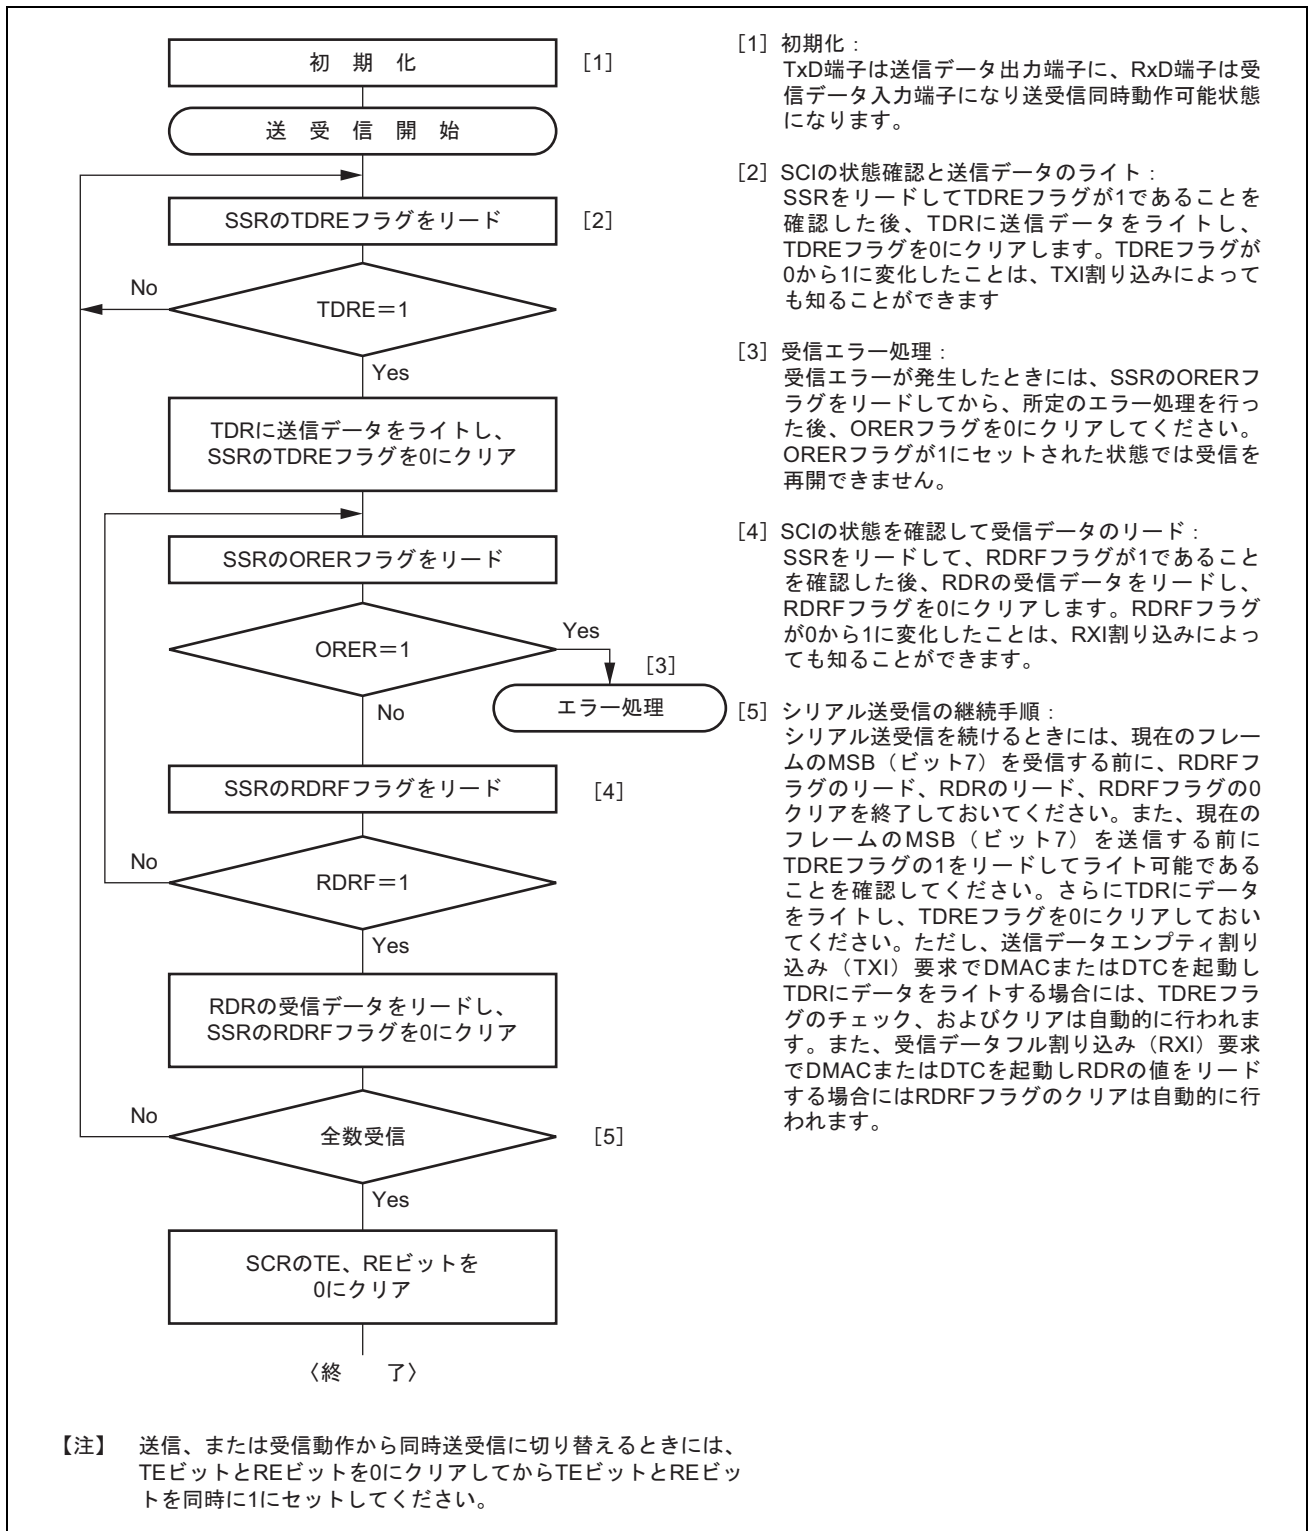 初　期　化
[1]
送　受　信　開　始
SSRのTDREフラグをリード
[2]
No
TDRE＝1
Yes
TDRに送信データをライトし、
SSRのTDREフラグを0にクリア
SSRのORERフラグをリード
ORER＝1
Yes
[3]
エラー処理
No
SSRのRDRFフラグをリード
[4]
No
RDRF＝1
Yes
RDRの受信データをリードし、
SSRのRDRFフラグを0にクリア
No
全数受信
[5]
Yes
SCRのTE、REビットを
0にクリア
〈終　　了〉
[1] 初期化：
TxD端子は送信データ出力端子に、RxD端子は受
信データ入力端子になり送受信同時動作可能状態
になります。
[2] SCIの状態確認と送信データのライト：
SSRをリードしてTDREフラグが1であることを
確認した後、TDRに送信データをライトし、
TDREフラグを0にクリアします。TDREフラグが
0から1に変化したことは、TXI割り込みによって
も知ることができます
[3] 受信エラー処理：
受信エラーが発生したときには、SSRのORERフ
ラグをリードしてから、所定のエラー処理を行っ
た後、ORERフラグを0にクリアしてください。
ORERフラグが1にセットされた状態では受信を
再開できません。
[4] SCIの状態を確認して受信データのリード：
SSRをリードして、RDRFフラグが1であること
を確認した後、RDRの受信データをリードし、
RDRFフラグを0にクリアします。RDRFフラグ
が0から1に変化したことは、RXI割り込みによっ
ても知ることができます。
[5] シリアル送受信の継続手順：
シリアル送受信を続けるときには、現在のフレー
ムのMSB（ビット7）を受信する前に、RDRFフ
ラグのリード、RDRのリード、RDRFフラグの0
クリアを終了しておいてください。また、現在の
フレームのMSB（ビット7）を送信する前に
TDREフラグの1をリードしてライト可能である
ことを確認してください。さらにTDRにデータ
をライトし、TDREフラグを0にクリアしておい
てください。ただし、送信データエンプティ割り
込み（TXI）要求でDMACまたはDTCを起動し
TDRにデータをライトする場合には、TDREフラ
グのチェック、およびクリアは自動的に行われま
す。また、受信データフル割り込み（RXI）要求
でDMACまたはDTCを起動しRDRの値をリード
する場合にはRDRFフラグのクリアは自動的に行
われます。
【注】　送信、または受信動作から同時送受信に切り替えるときには、
TEビットとREビットを0にクリアしてからTEビットとREビッ
トを同時に1にセットしてください。